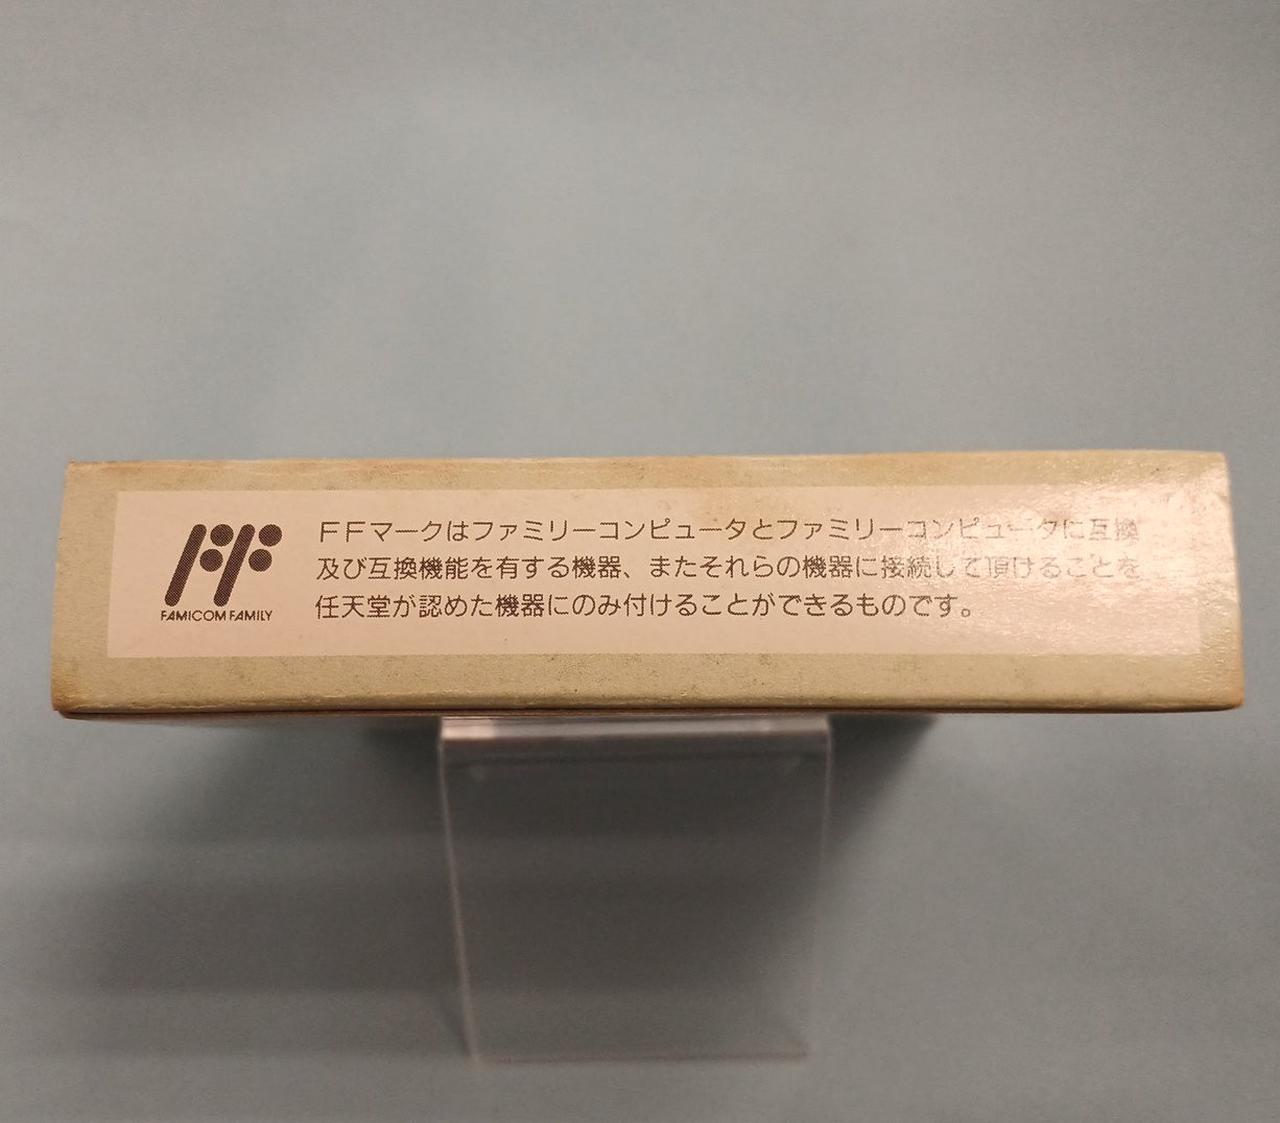 FF
FAMICOM FAMILY
FFマークはファミリーコンピュータとファミリーコンピュータに互換
及び互換機能を有する機器、またそれらの機器に接続して頂けることを
任天堂が認めた機器にのみ付けることができるものです。